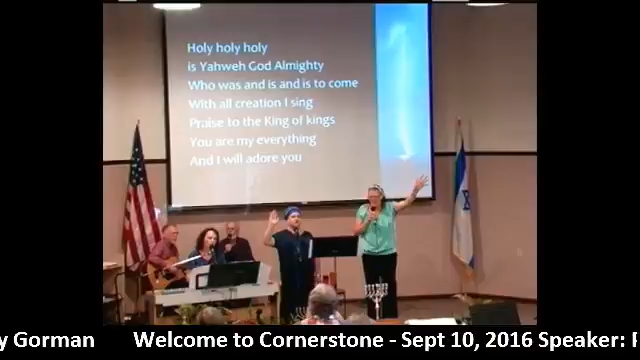 Holy holy holy
is Yahweh God Almighty
Who was and is and is to come
With all creation I sing
Praise to the King of kings
You are my everything
And I will adore you
y Gorman Welcome to Cornerstone - Sept 10, 2016 Speaker: